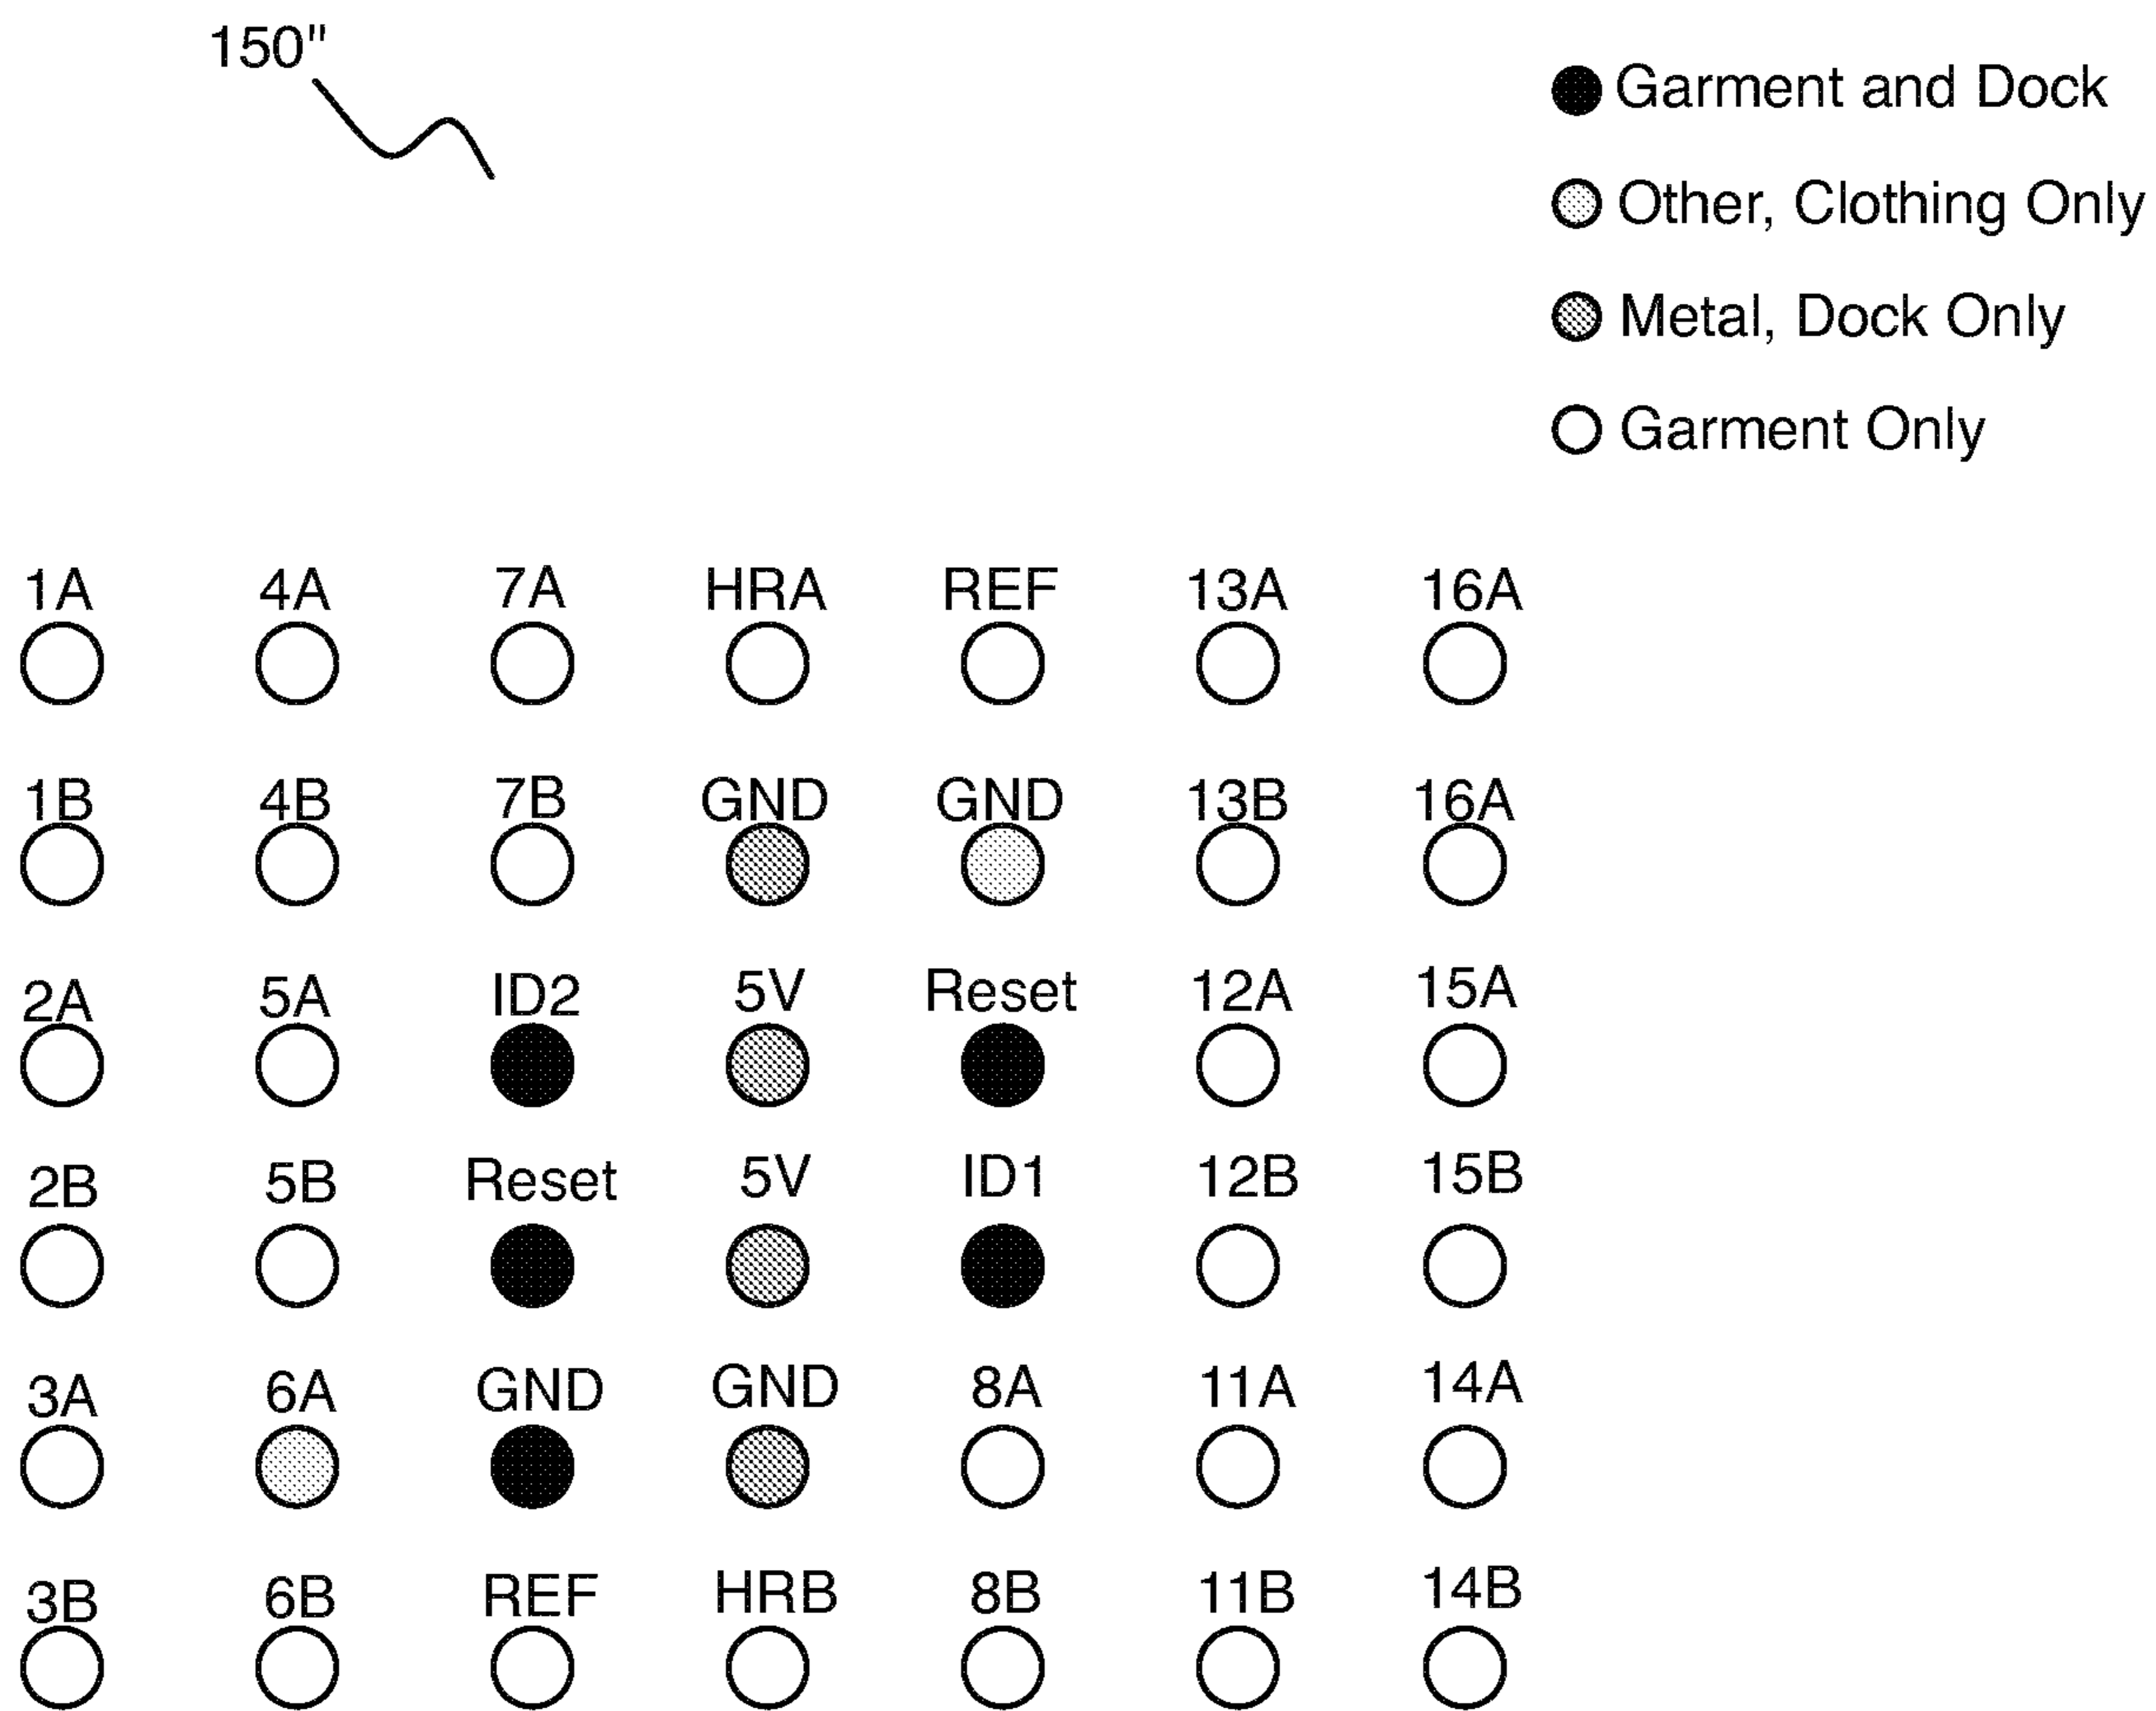 150"
Garment and Dock
Other, Clothing Only
Metal, Dock Only
Garment Only
1A 4A 7A HRA REF 13A 16A
1B 4B 7B GND GND 13B 16A
2A 5A ID2 5V Reset 12A 15A
2B 5B Reset 5V ID1 12B 15B
3A 6A GND GND 8A 11A 14A
3B 6B REF HRB 8B 11B 14B